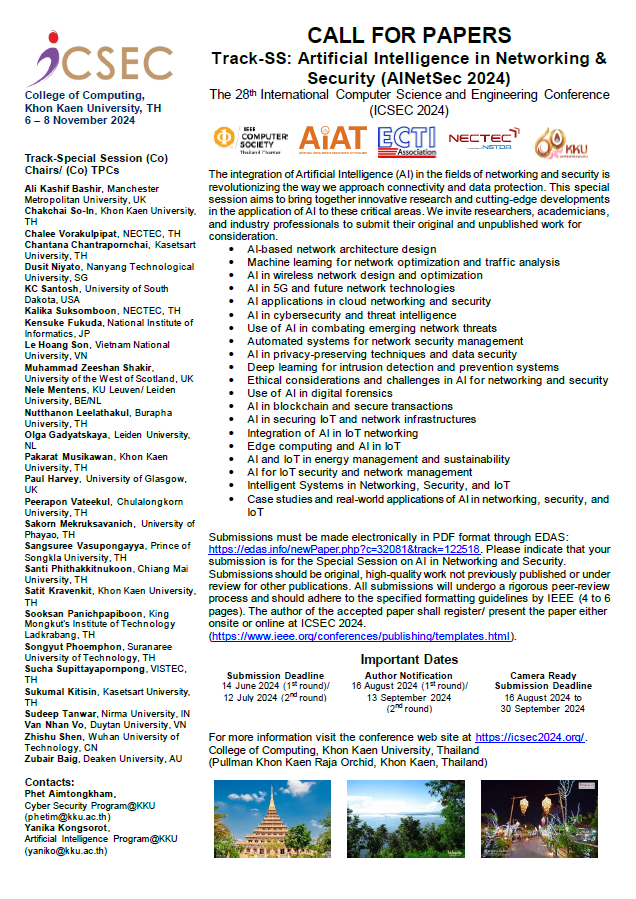 CALL FOR PAPERS
Track-SS: Artificial Intelligence in Networking &
Security (AINetSec 2024)
The 28th International Computer Science and Engineering Conference
(ICSEC 2024)
ICSEC
College of Computing,
Khon Kaen University, TH
6 – 8 November 2024
IEEE
COMPUTER
SOCIETY
Thailand Chapter
AiAT
ECTI
Association
NECTEC
NSTDA
60 KKU
Track-Special Session (Co)
Chairs/ (Co) TPCs
Ali Kashif Bashir, Manchester
Metropolitan University, UK
Chakchai So-In, Khon Kaen University,
TH
Chalee Vorakulpipat, NECTEC, TH
Chantana Chantrapornchai, Kasetsart
University, TH
Dusit Niyato, Nanyang Technological
University, SG
KC Santosh, University of South
Dakota, USA
Kalika Suksomboon, NECTEC, TH
Kensuke Fukuda, National Institute of
Informatics, JP
Le Hoang Son, Vietnam National
University, VN
Muhammad Zeeshan Shakir,
University of the West of Scotland, UK
Nele Mentens, KU Leuven/ Leiden
University, BE/NL
Nutthanon Leelathakul, Burapha
University, TH
Olga Gadyatskaya, Leiden University,
NL
Pakarat Musikawan, Khon Kaen
University, TH
Paul Harvey, University of Glasgow,
UK
Peerapon Vateekul, Chulalongkorn
University, TH
Sakorn Mekruksavanich, University of
Phayao, TH
Sangsuree Vasupongayya, Prince of
Songkla University, TH
Santi Phithakkitnukoon, Chiang Mai
University, TH
Satit Kravenkit, Khon Kaen University,
TH
Sooksan Panichpapiboon, King
Mongkut's Institute of Technology
Ladkrabang, TH
Songyut Phoemphon, Suranaree
University of Technology, TH
Sucha Supittayapornpong, VISTEC,
TH
Sukumal Kitisin, Kasetsart University,
TH
Sudeep Tanwar, Nirma University, IN
Van Nhan Vo, Duytan University, VN
Zhishu Shen, Wuhan University of
Technology, CN
Zubair Baig, Deaken University, AU
Contacts:
Phet Aimtongkham,
Cyber Security Program@KKU
(phetim@kku.ac.th)
Yanika Kongsorot,
Artificial Intelligence Program@KKU
(yaniko@kku.ac.th)
The integration of Artificial Intelligence (AI) in the fields of networking and security is
revolutionizing the way we approach connectivity and data protection. This special
session aims to bring together innovative research and cutting-edge developments
in the application of AI to these critical areas. We invite researchers, academicians,
and industry professionals to submit their original and unpublished work for
consideration.
• AI-based network architecture design
• Machine learning for network optimization and traffic analysis
• AI in wireless network design and optimization
• AI in 5G and future network technologies
• AI applications in cloud networking and security
• AI in cybersecurity and threat intelligence
• Use of AI in combating emerging network threats
• Automated systems for network security management
• AI in privacy-preserving techniques and data security
• Deep learning for intrusion detection and prevention systems
• Ethical considerations and challenges in AI for networking and security
• Use of AI in digital forensics
• AI in blockchain and secure transactions
• AI in securing IoT and network infrastructures
• Integration of AI in IoT networking
• Edge computing and AI in IoT
• AI and IoT in energy management and sustainability
• AI for IoT security and network management
• Intelligent Systems in Networking, Security, and IoT
• Case studies and real-world applications of AI in networking, security, and
IoT
Submissions must be made electronically in PDF format through EDAS:
https://edas.info/newPaper.php?c=32081&track=122518. Please indicate that your
submission is for the Special Session on AI in Networking and Security.
Submissions should be original, high-quality work not previously published or under
review for other publications. All submissions will undergo a rigorous peer-review
process and should adhere to the specified formatting guidelines by IEEE (4 to 6
pages). The author of the accepted paper shall register/ present the paper either
onsite or online at ICSEC 2024.
(https://www.ieee.org/conferences/publishing/templates.html).
Important Dates
Submission Deadline
14 June 2024 (1st round)/
12 July 2024 (2nd round)
Author Notification
16 August 2024 (1st round)/
13 September 2024
(2nd round)
Camera Ready
Submission Deadline
16 August 2024 to
30 September 2024
For more information visit the conference web site at https://icsec2024.org/.
College of Computing, Khon Kaen University, Thailand
(Pullman Khon Kaen Raja Orchid, Khon Kaen, Thailand)